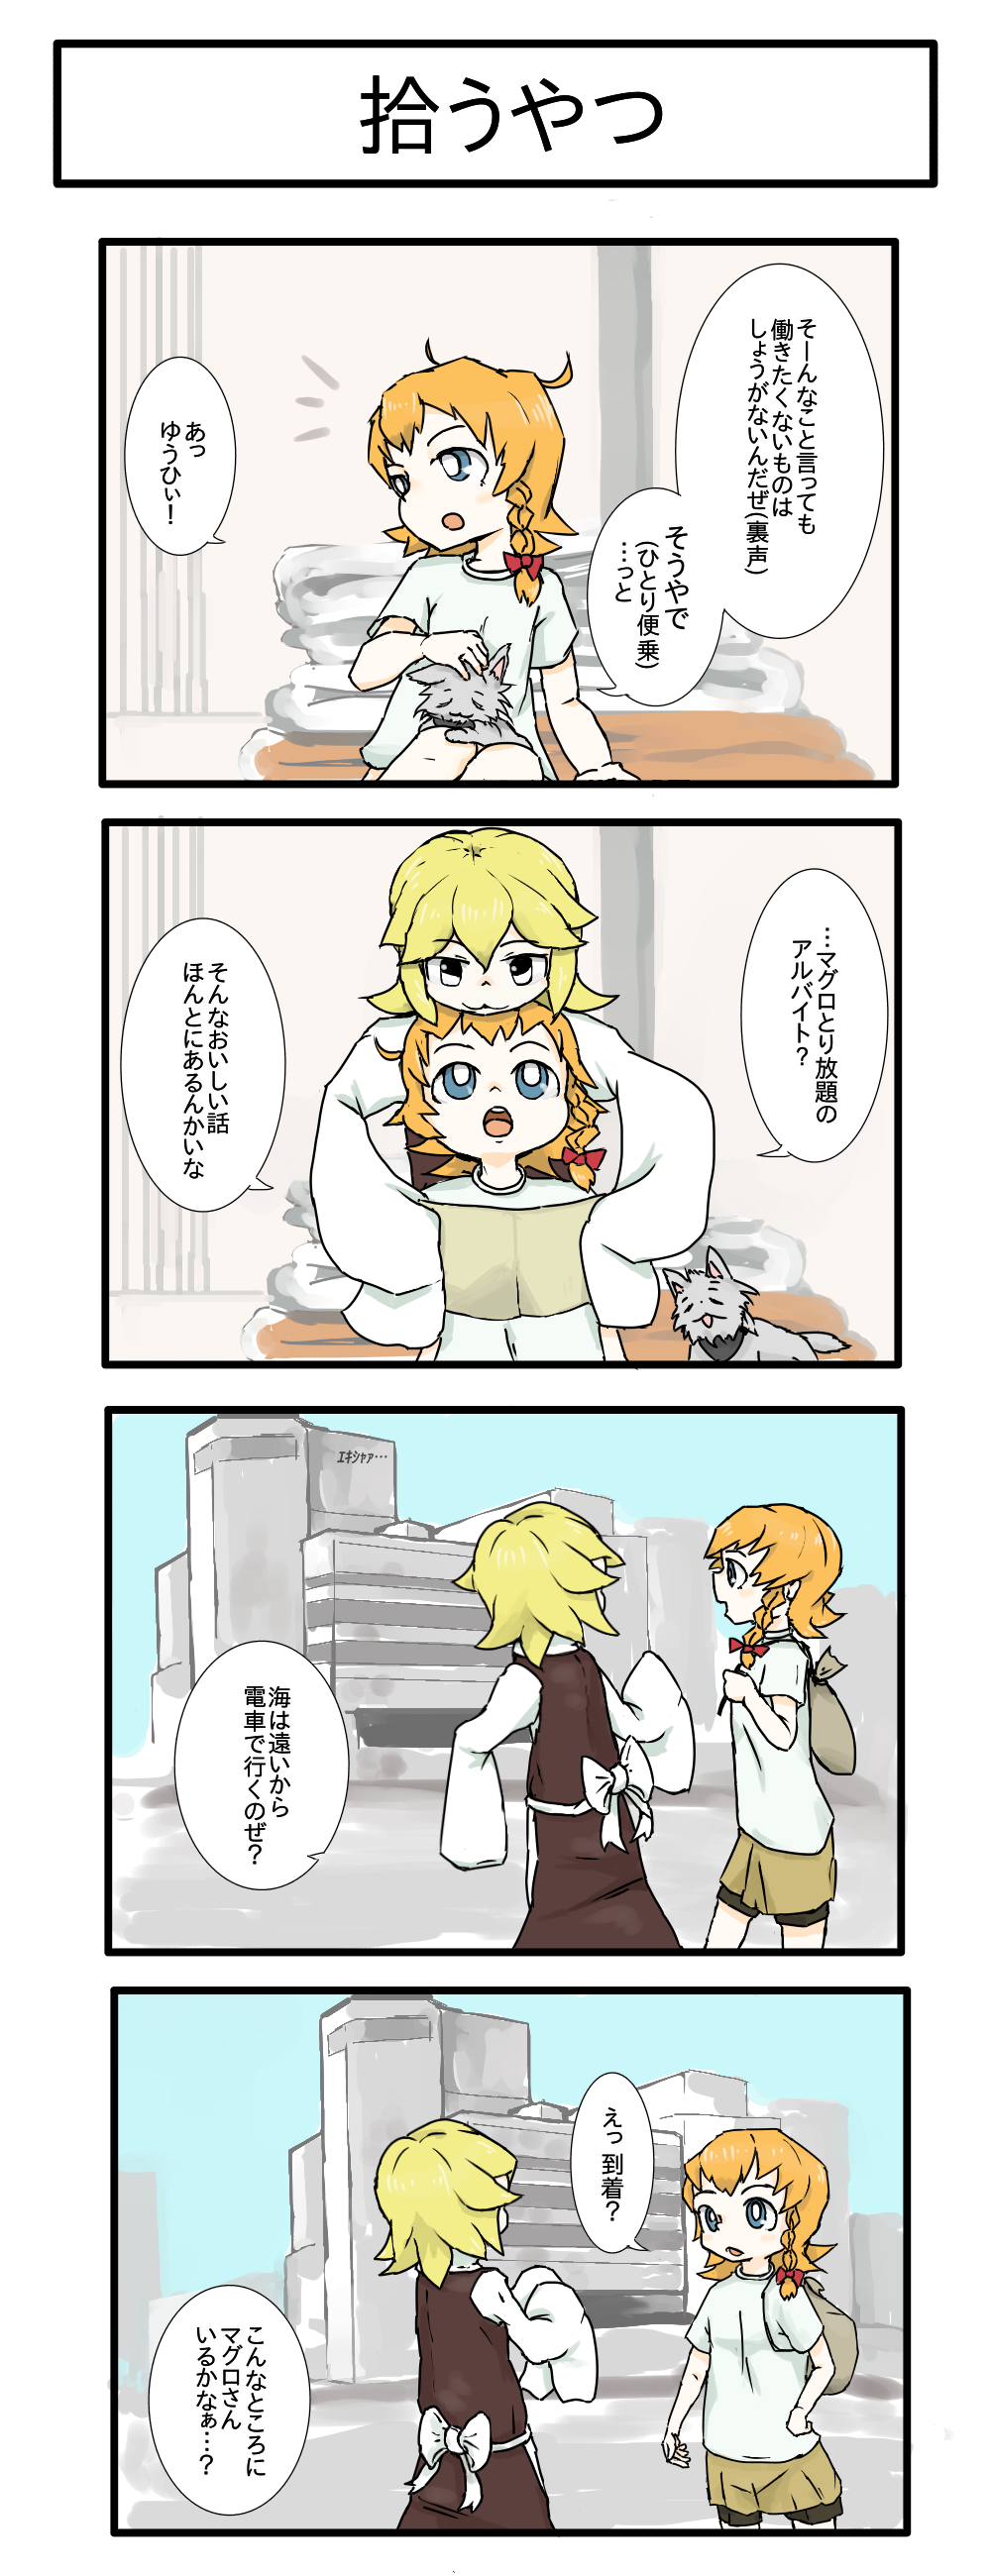 拾うやつ
そーんなこと言っても
働きたくないものは
しょうがないんだぜ(裏声)
そうやで
(ひとり便乗)
…っと
あっ
ゆうひぃ！
…マグロとり放題の
アルバイト？
そんなおいしい話
ほんとにあるんかいな
エキシャァ…
海は遠いから
電車で行くのぜ？
えっ 到着？
こんなところに
マグロさん
いるかなぁ…？